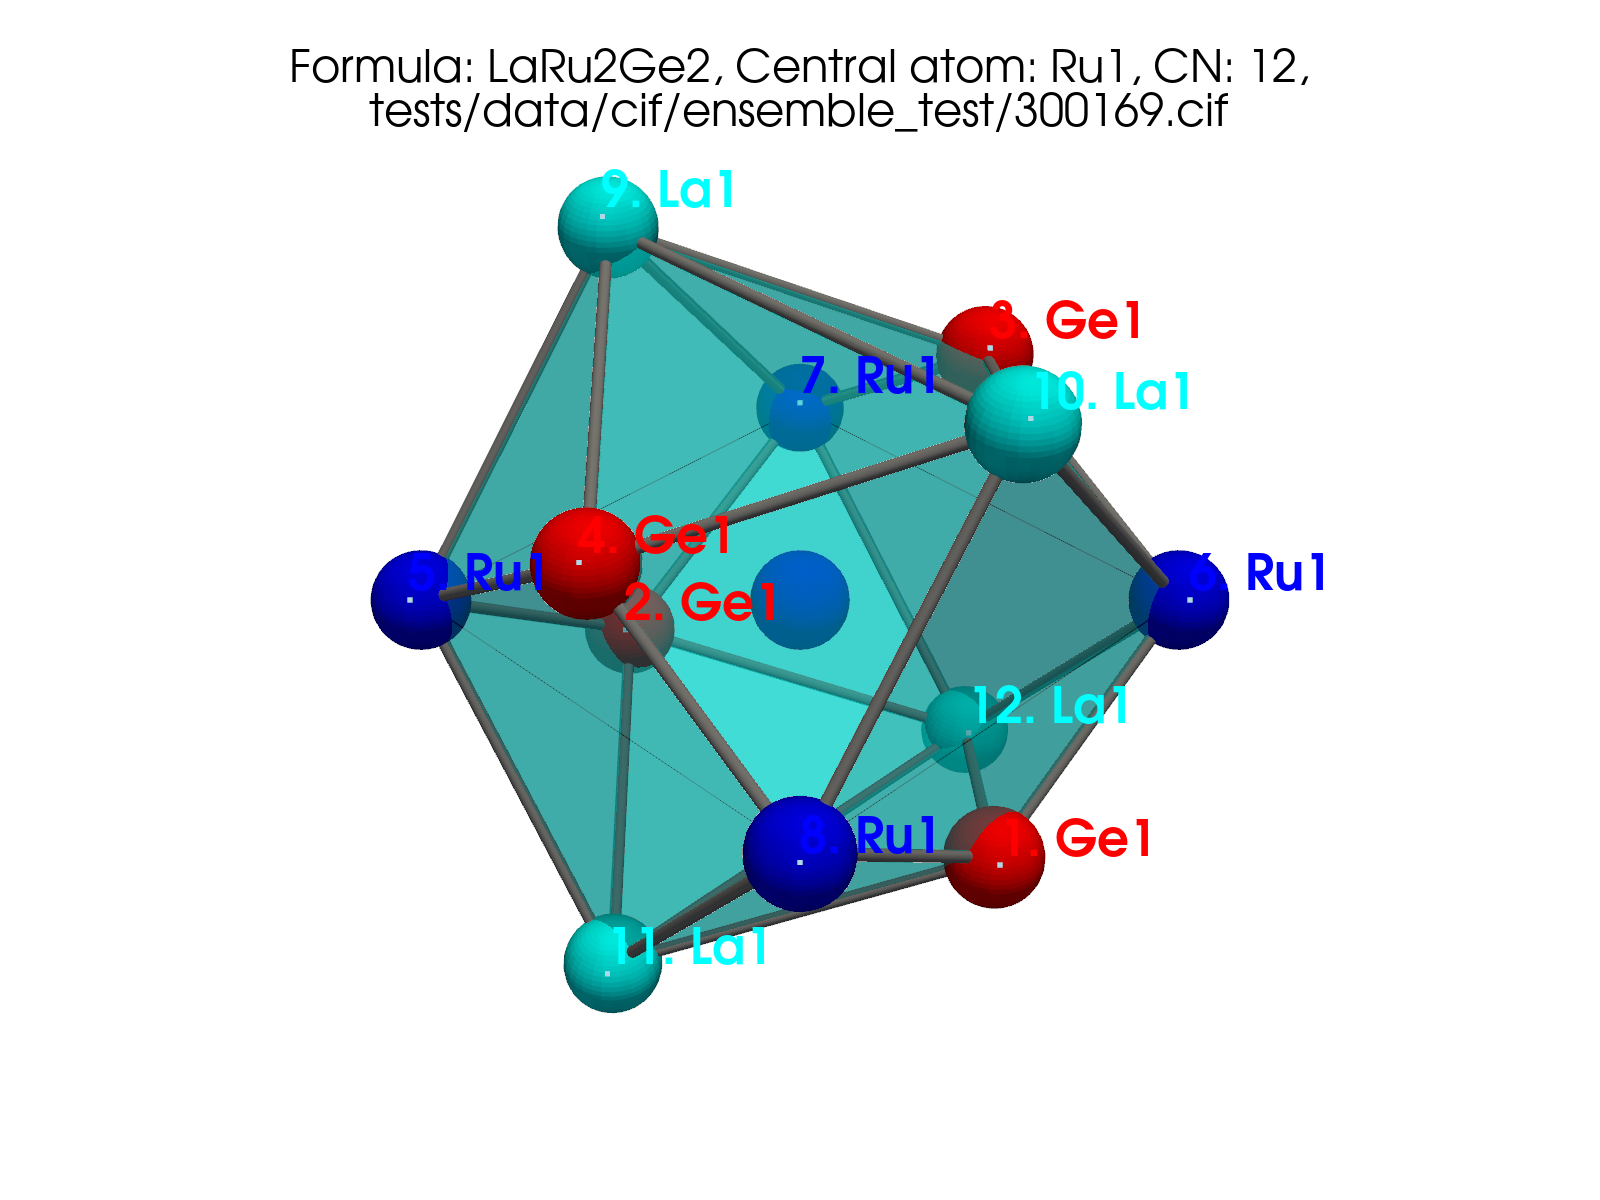 Formula: LaRu2Ge2, Central atom: Ru1, CN: 12,
tests/data/cif/ensemble_test/300169.cif
9. La1
3. Ge1
7. Ru1
10. La1
4. Ge1
5. Ru1
6. Ru1
2. Ge1
12. La1
8. Ru1
1. Ge1
11. La1